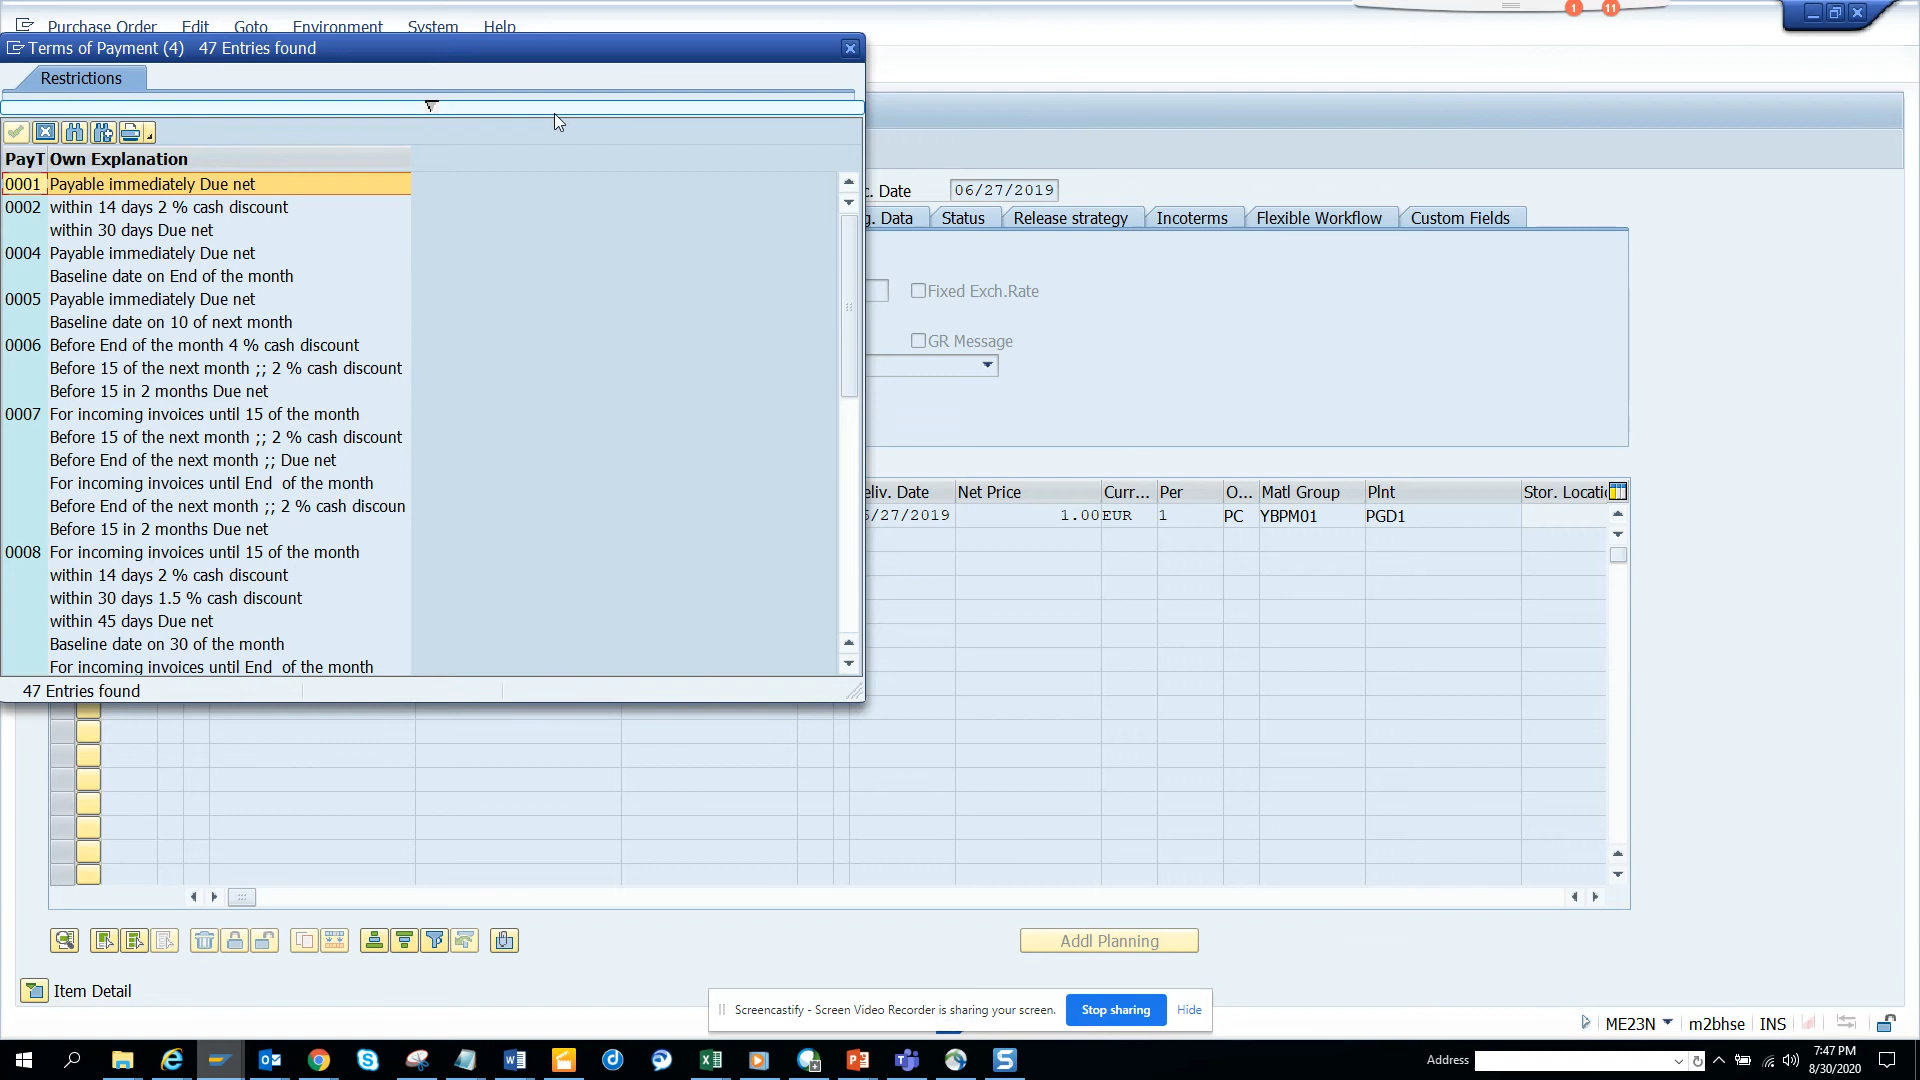 Purchase Order Edit Goto Environment System Help
1 11
Terms of Payment (4) 47 Entries found
Restrictions
PayT Own Explanation
0001 Payable immediately Due net
0002 within 14 days 2 % cash discount
within 30 days Due net
0004 Payable immediately Due net
Baseline date on End of the month
0005 Payable immediately Due net
Baseline date on 10 of next month
0006 Before End of the month 4 % cash discount
Before 15 of the next month ;; 2 % cash discount
Before 15 in 2 months Due net
0007 For incoming invoices until 15 of the month
Before 15 of the next month ;; 2 % cash discount
Before End of the next month ;; Due net
For incoming invoices until End  of the month
Before End of the next month ;; 2 % cash discoun
Before 15 in 2 months Due net
0008 For incoming invoices until 15 of the month
within 14 days 2 % cash discount
within 30 days 1.5 % cash discount
within 45 days Due net
Baseline date on 30 of the month
For incoming invoices until End  of the month
47 Entries found
c. Date 06/27/2019
g. Data Status Release strategy Incoterms Flexible Workflow Custom Fields
Fixed Exch.Rate
GR Message
eliv. Date Net Price Curr... Per O... Matl Group Plnt Stor. Locatio
6/27/2019 1.00 EUR 1 PC YBPM01 PGD1
Addl Planning
Item Detail
Screencastify - Screen Video Recorder is sharing your screen. Stop sharing Hide
ME23N m2bhse INS
Address
7:47 PM
8/30/2020